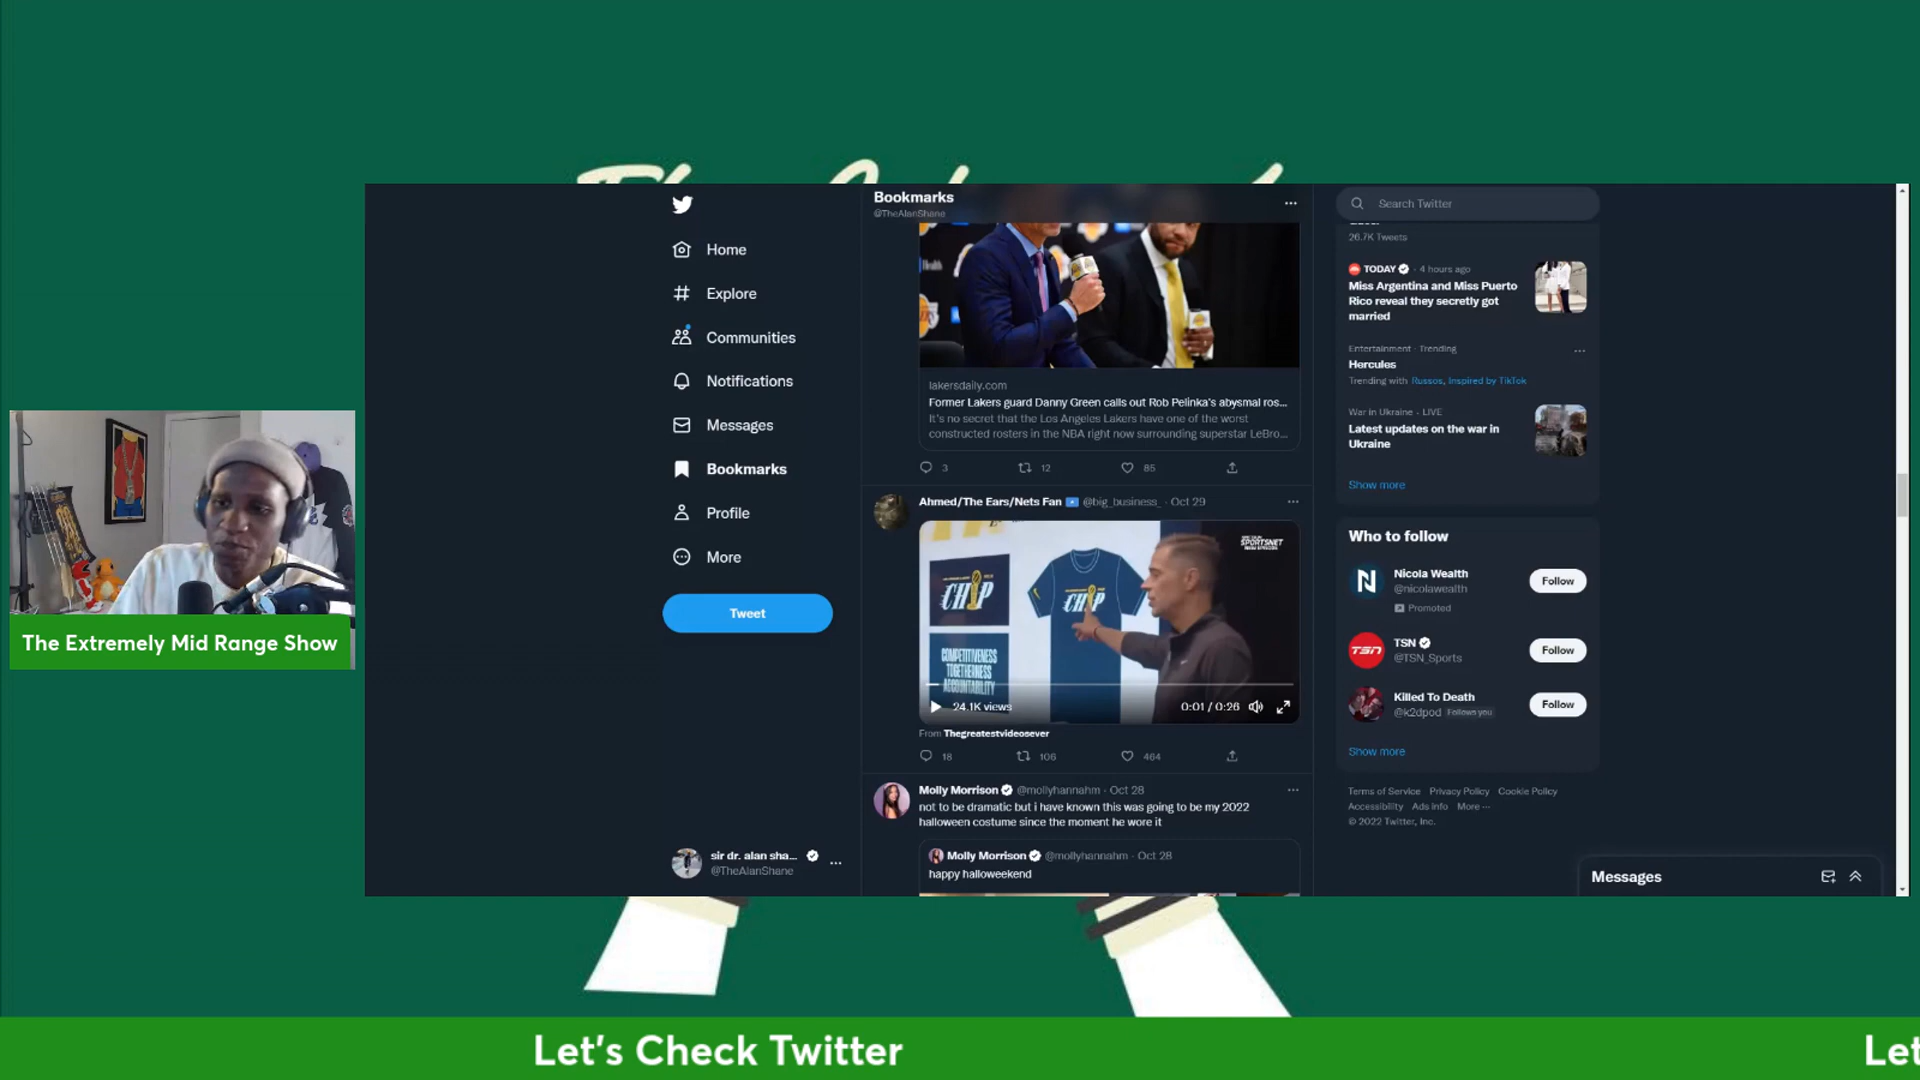 The Extremely Mid Range Show
Home
Explore
Communities
Notifications
Messages
Bookmarks
Profile
More
Tweet
sir dr. alan sha...
@TheAlanShane
Bookmarks
@TheAlanShane
lakersdaily.com
Former Lakers guard Danny Green calls out Rob Pelinka's abysmal ros...
It's no secret that the Los Angeles Lakers have one of the worst
constructed rosters in the NBA right now surrounding superstar LeBro...
3 12 85
Ahmed/The Ears/Nets Fan @big_business_ · Oct 29
SPORTSNET
CHIP
CHIP
COMPETITIVENESS
TOGETHERNESS
ACCOUNTABILITY
24.1K views 0:01 / 0:26
From Thegreatestvideosever
18 106 464
Molly Morrison @mollyhannahm · Oct 28
not to be dramatic but i have known this was going to be my 2022
halloween costume since the moment he wore it
Molly Morrison @mollyhannahm · Oct 28
happy halloweekend
Search Twitter
26.7K Tweets
TODAY · 4 hours ago
Miss Argentina and Miss Puerto
Rico reveal they secretly got
married
Entertainment · Trending
Hercules
Trending with Russos, Inspired by TikTok
War in Ukraine · LIVE
Latest updates on the war in
Ukraine
Show more
Who to follow
Nicola Wealth
@nicolawealth
Promoted
Follow
TSN
TSN
@TSN_Sports
Follow
Killed To Death
@k2dpod Follows you
Follow
Show more
Terms of Service Privacy Policy Cookie Policy
Accessibility Ads info More ...
© 2022 Twitter, Inc.
Messages
Let's Check Twitter
Let